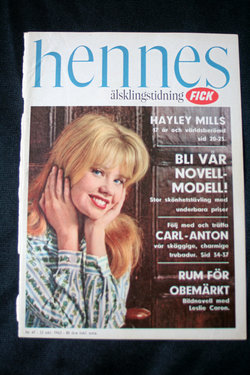 hennes
älsklingstidning FICK
HAYLEY MILLS
17 år och världsberömd
sid 20-21.
BLI VÅR
NOVELL-
MODELL!
Stor skönhetstävling med
underbara priser
Följ med och träffa
CARL-ANTON
vår skäggige, charmige
trubadur. Sid 34-37
RUM FÖR
OBEMÄRKT
Bildnovell med
Leslie Caron.